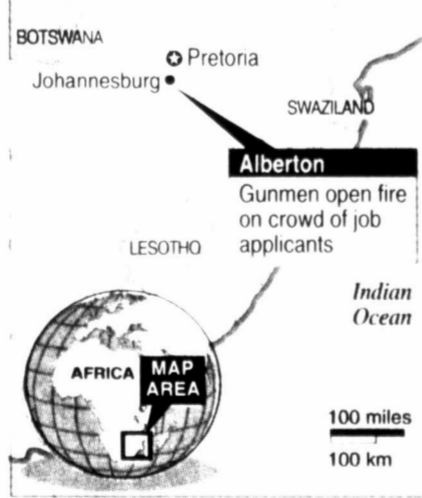 BOTSWANA
Pretoria
Johannesburg
SWAZILAND
Alberton
Gunmen open fire
on crowd of job
applicants
LESOTHO
Indian
Ocean
AFRICA
MAP
AREA
100 miles
100 km